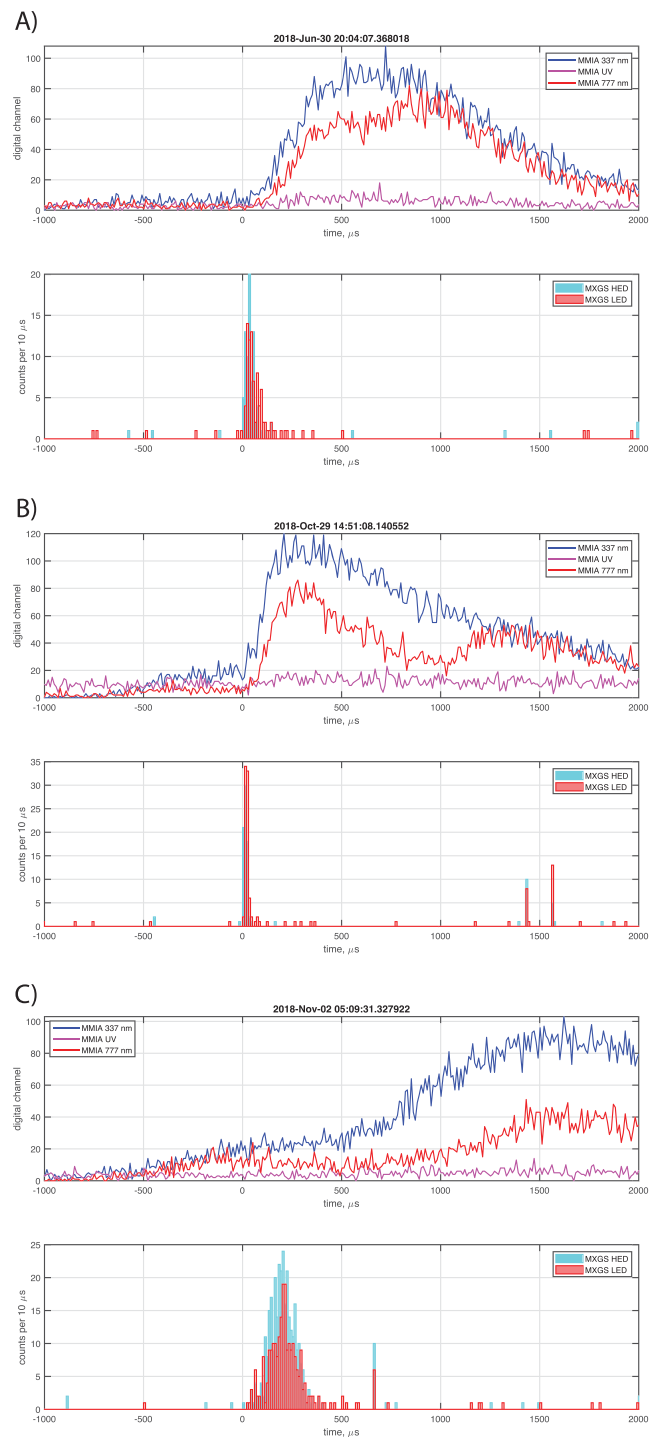 A)
2018-Jun-30 20:04:07.368018
digital channel
100
80
60
40
20
0
MMIA 337 nm
MMIA UV
MMIA 777 nm
-1000 -500 0 500 1000 1500 2000
time, μs
counts per 10 μs
20
15
10
5
0
MXGS HED
MXGS LED
-1000 -500 0 500 1000 1500 2000
time, μs
B)
2018-Oct-29 14:51:08.140552
digital channel
120
100
80
60
40
20
0
MMIA 337 nm
MMIA UV
MMIA 777 nm
-1000 -500 0 500 1000 1500 2000
time, μs
counts per 10 μs
35
30
25
20
15
10
5
0
MXGS HED
MXGS LED
-1000 -500 0 500 1000 1500 2000
time, μs
C)
2018-Nov-02 05:09:31.327922
digital channel
100
80
60
40
20
0
MMIA 337 nm
MMIA UV
MMIA 777 nm
-1000 -500 0 500 1000 1500 2000
time, μs
counts per 10 μs
25
20
15
10
5
0
MXGS HED
MXGS LED
-1000 -500 0 500 1000 1500 2000
time, μs